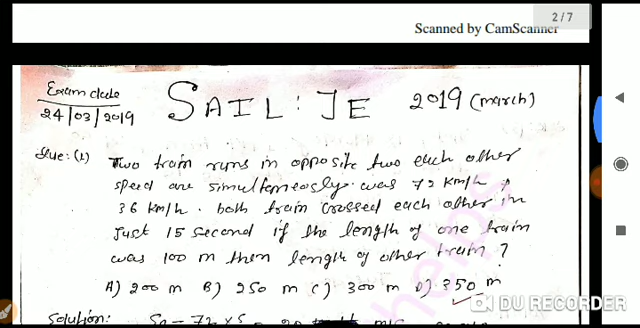 2/7
Scanned by CamScanner
Exam date
24/03/2019
SAIL: JE 2019 (march)
Que: (1) Two train runs in opposite two each other
speed are simultaneously was 72 km/h &
36 km/h. both train crossed each other in
just 15 second if the length of one train
was 100 m then length of other train?
A) 200 m B) 250 m C) 300 m D) 350 m
helps
DU RECORDER
Solution: